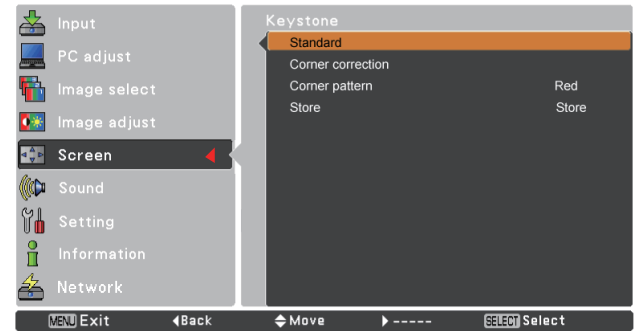 Input
PC adjust
Image select
Image adjust
Screen
Sound
Setting
Information
Network
Keystone
Standard
Corner correction
Corner pattern Red
Store Store
MENU Exit Back Move ----- SELECT Select